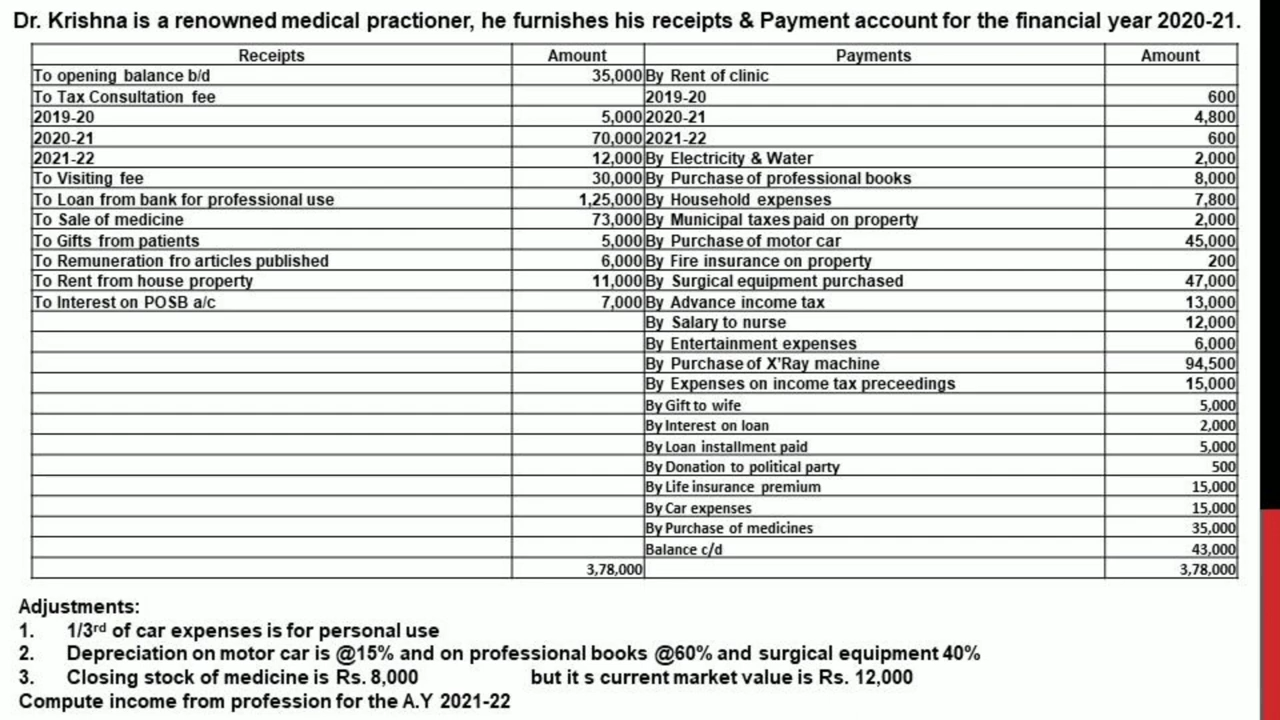 Dr. Krishna is a renowned medical practioner, he furnishes his receipts & Payment account for the financial year 2020-21.
Receipts Amount Payments Amount
To opening balance b/d 35,000 By Rent of clinic
To Tax Consultation fee 2019-20 600
2019-20 5,000 2020-21 4,800
2020-21 70,000 2021-22 600
2021-22 12,000 By Electricity & Water 2,000
To Visiting fee 30,000 By Purchase of professional books 8,000
To Loan from bank for professional use 1,25,000 By Household expenses 7,800
To Sale of medicine 73,000 By Municipal taxes paid on property 2,000
To Gifts from patients 5,000 By Purchase of motor car 45,000
To Remuneration fro articles published 6,000 By Fire insurance on property 200
To Rent from house property 11,000 By Surgical equipment purchased 47,000
To Interest on POSB a/c 7,000 By Advance income tax 13,000
By Salary to nurse 12,000
By Entertainment expenses 6,000
By Purchase of X'Ray machine 94,500
By Expenses on income tax preceedings 15,000
By Gift to wife 5,000
By Interest on loan 2,000
By Loan installment paid 5,000
By Donation to political party 500
By Life insurance premium 15,000
By Car expenses 15,000
By Purchase of medicines 35,000
Balance c/d 43,000
3,78,000 3,78,000
Adjustments:
1. 1/3rd of car expenses is for personal use
2. Depreciation on motor car is @15% and on professional books @60% and surgical equipment 40%
3. Closing stock of medicine is Rs. 8,000 but it s current market value is Rs. 12,000
Compute income from profession for the A.Y 2021-22